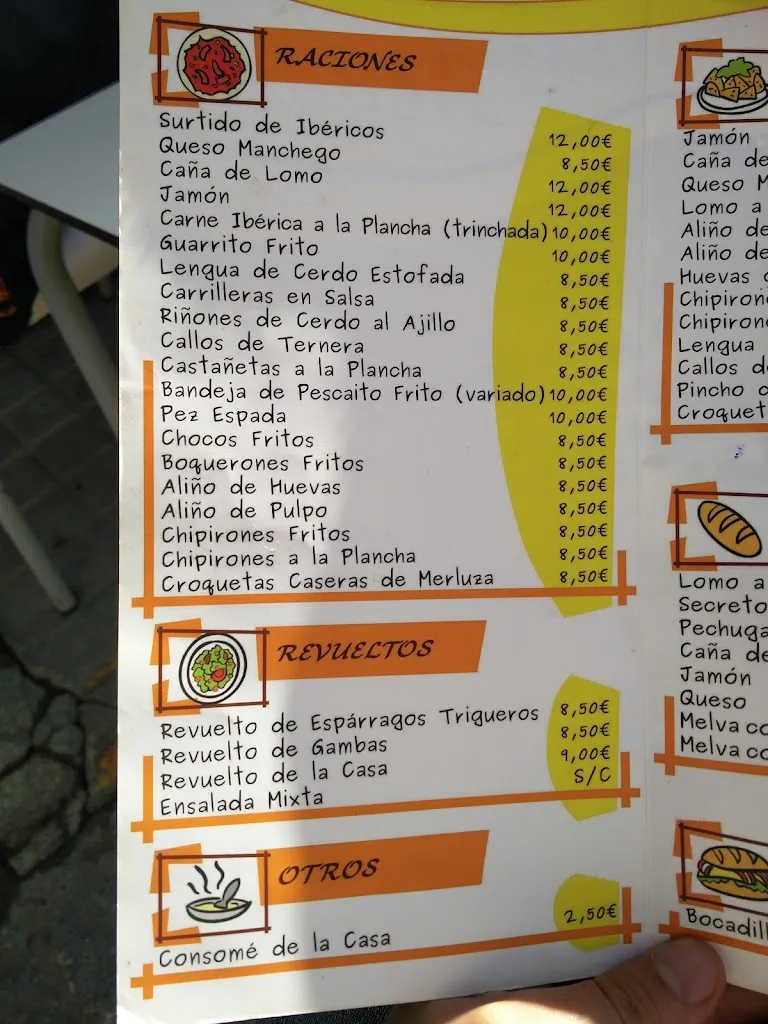 RACIONES
Surtido de Ibéricos 12,00€
Queso Manchego 8,50€
Caña de Lomo 12,00€
Jamón 12,00€
Carne Ibérica a la Plancha (trinchada) 10,00€
Guarrito Frito 10,00€
Lengua de Cerdo Estofada 8,50€
Carrilleras en Salsa 8,50€
Riñones de Cerdo al Ajillo 8,50€
Callos de Ternera 8,50€
Castañetas a la Plancha 8,50€
Bandeja de Pescaito Frito (variado) 10,00€
Pez Espada 10,00€
Chocos Fritos 8,50€
Boquerones Fritos 8,50€
Aliño de Huevas 8,50€
Aliño de Pulpo 8,50€
Chipirones Fritos 8,50€
Chipirones a la Plancha 8,50€
Croquetas Caseras de Merluza 8,50€
REVUELTOS
Revuelto de Espárragos Trigueros 8,50€
Revuelto de Gambas 8,50€
Revuelto de la Casa 9,00€
Ensalada Mixta S/C
OTROS
Consomé de la Casa 2,50€
Jamón
Caña de
Queso M
Lomo a
Aliño de
Aliño de
Huevas
Chipiron
Chipiron
Lengua
Callos d
Pincho
Croquet
Lomo a
Secreto
Pechuga
Caña de
Jamón
Queso
Melva co
Melva co
Bocadill